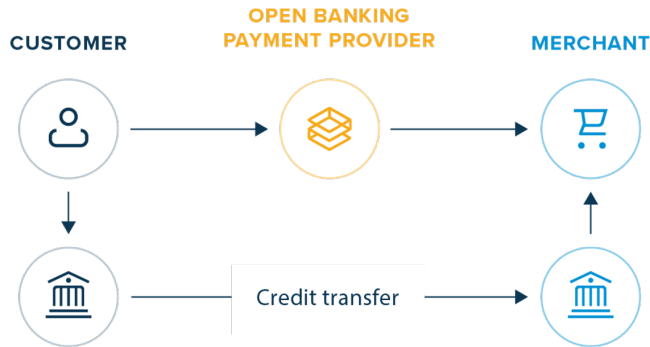 CUSTOMER
OPEN BANKING
PAYMENT PROVIDER
MERCHANT
Credit transfer